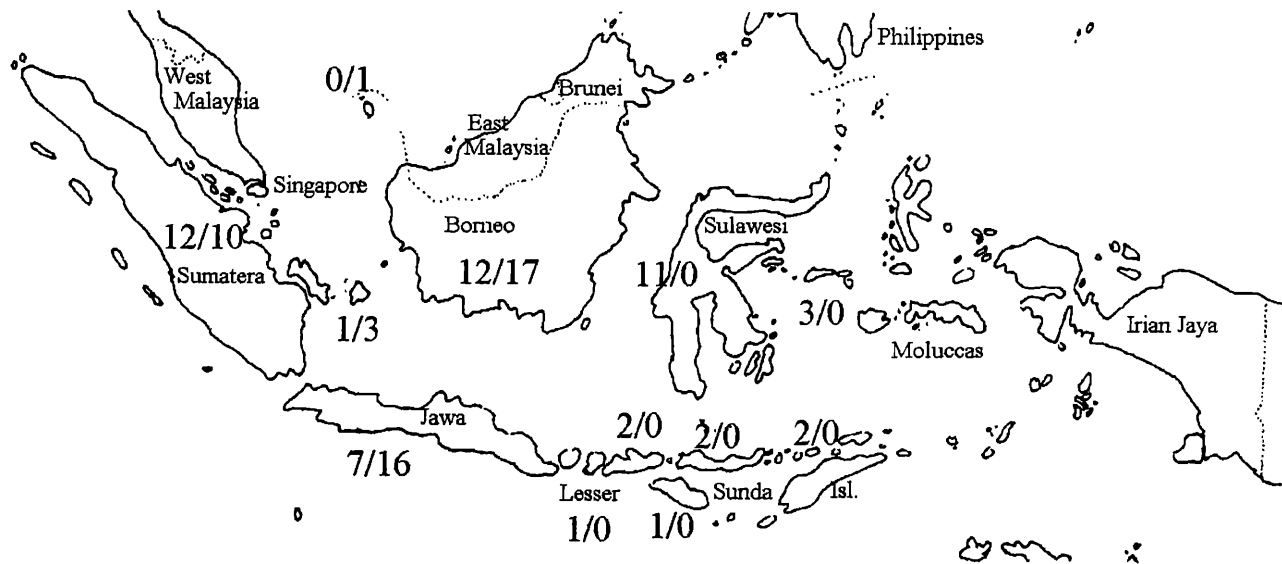 Philippines
West
Malaysia
0/1
Brunei
East
Malaysia
Singapore
Borneo
Sulawesi
12/10
Sumatera
12/17
11/0
1/3
3/0
Moluccas
Irian Jaya
Jawa
7/16
2/0
2/0
2/0
Lesser
Sunda
Isl.
1/0
1/0